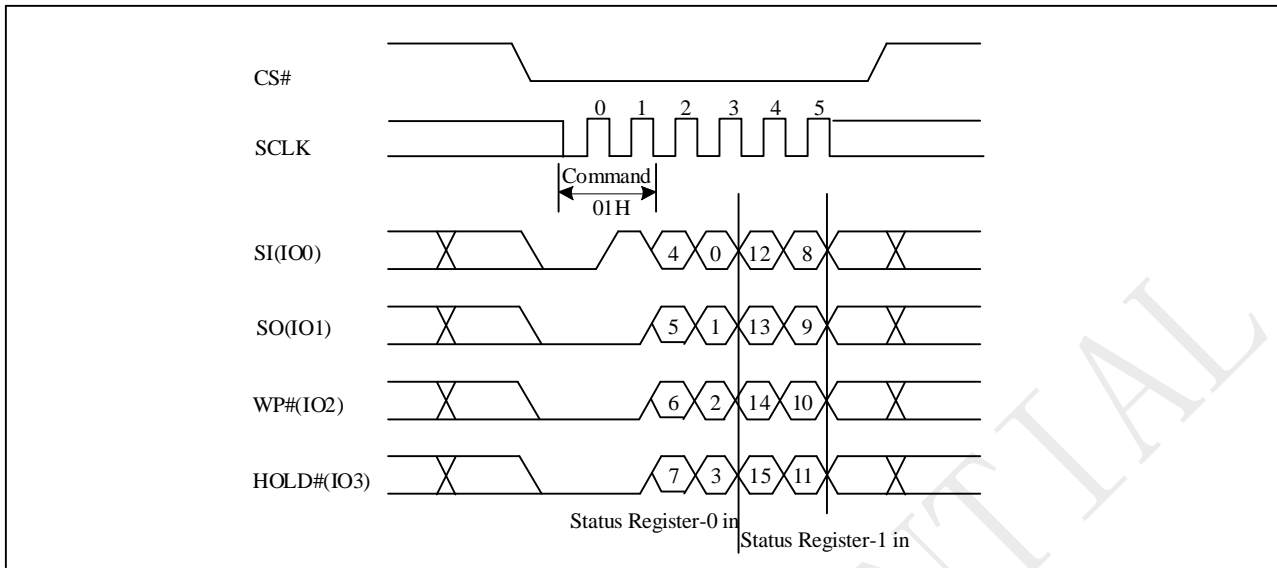 CS#
0 1 2 3 4 5
SCLK
Command
01H
SI(IO0) 4 0 12 8
SO(IO1) 5 1 13 9
WP#(IO2) 6 2 14 10
HOLD#(IO3) 7 3 15 11
Status Register-0 in
Status Register-1 in
NTIAL